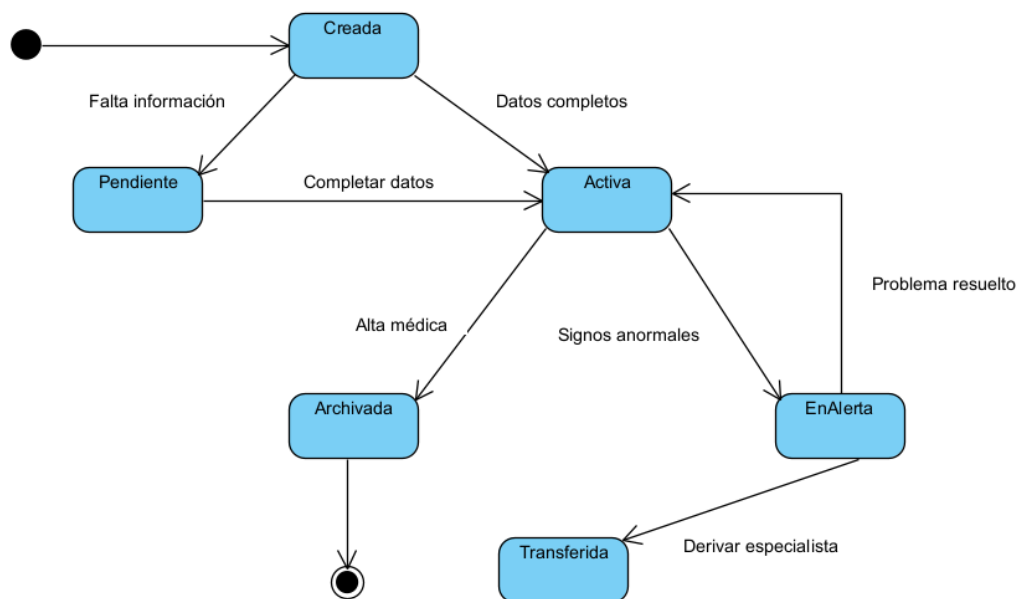 Creada
Falta información
Datos completos
Pendiente
Completar datos
Activa
Problema resuelto
Alta médica
Signos anormales
Archivada
EnAlerta
Transferida
Derivar especialista